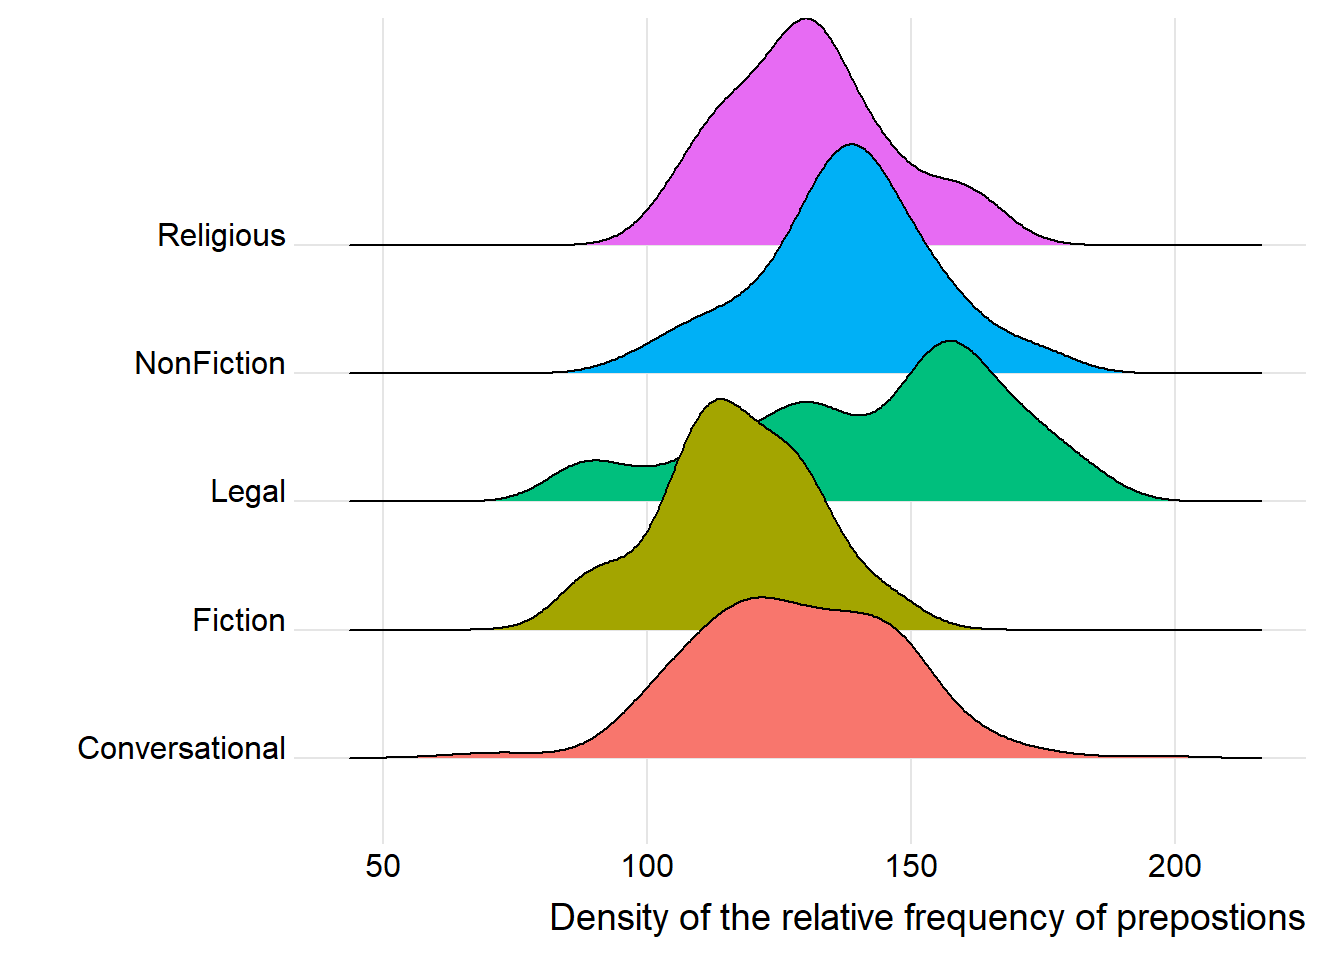 Religious
NonFiction
Legal
Fiction
Conversational
50 100 150 200
Density of the relative frequency of prepostions